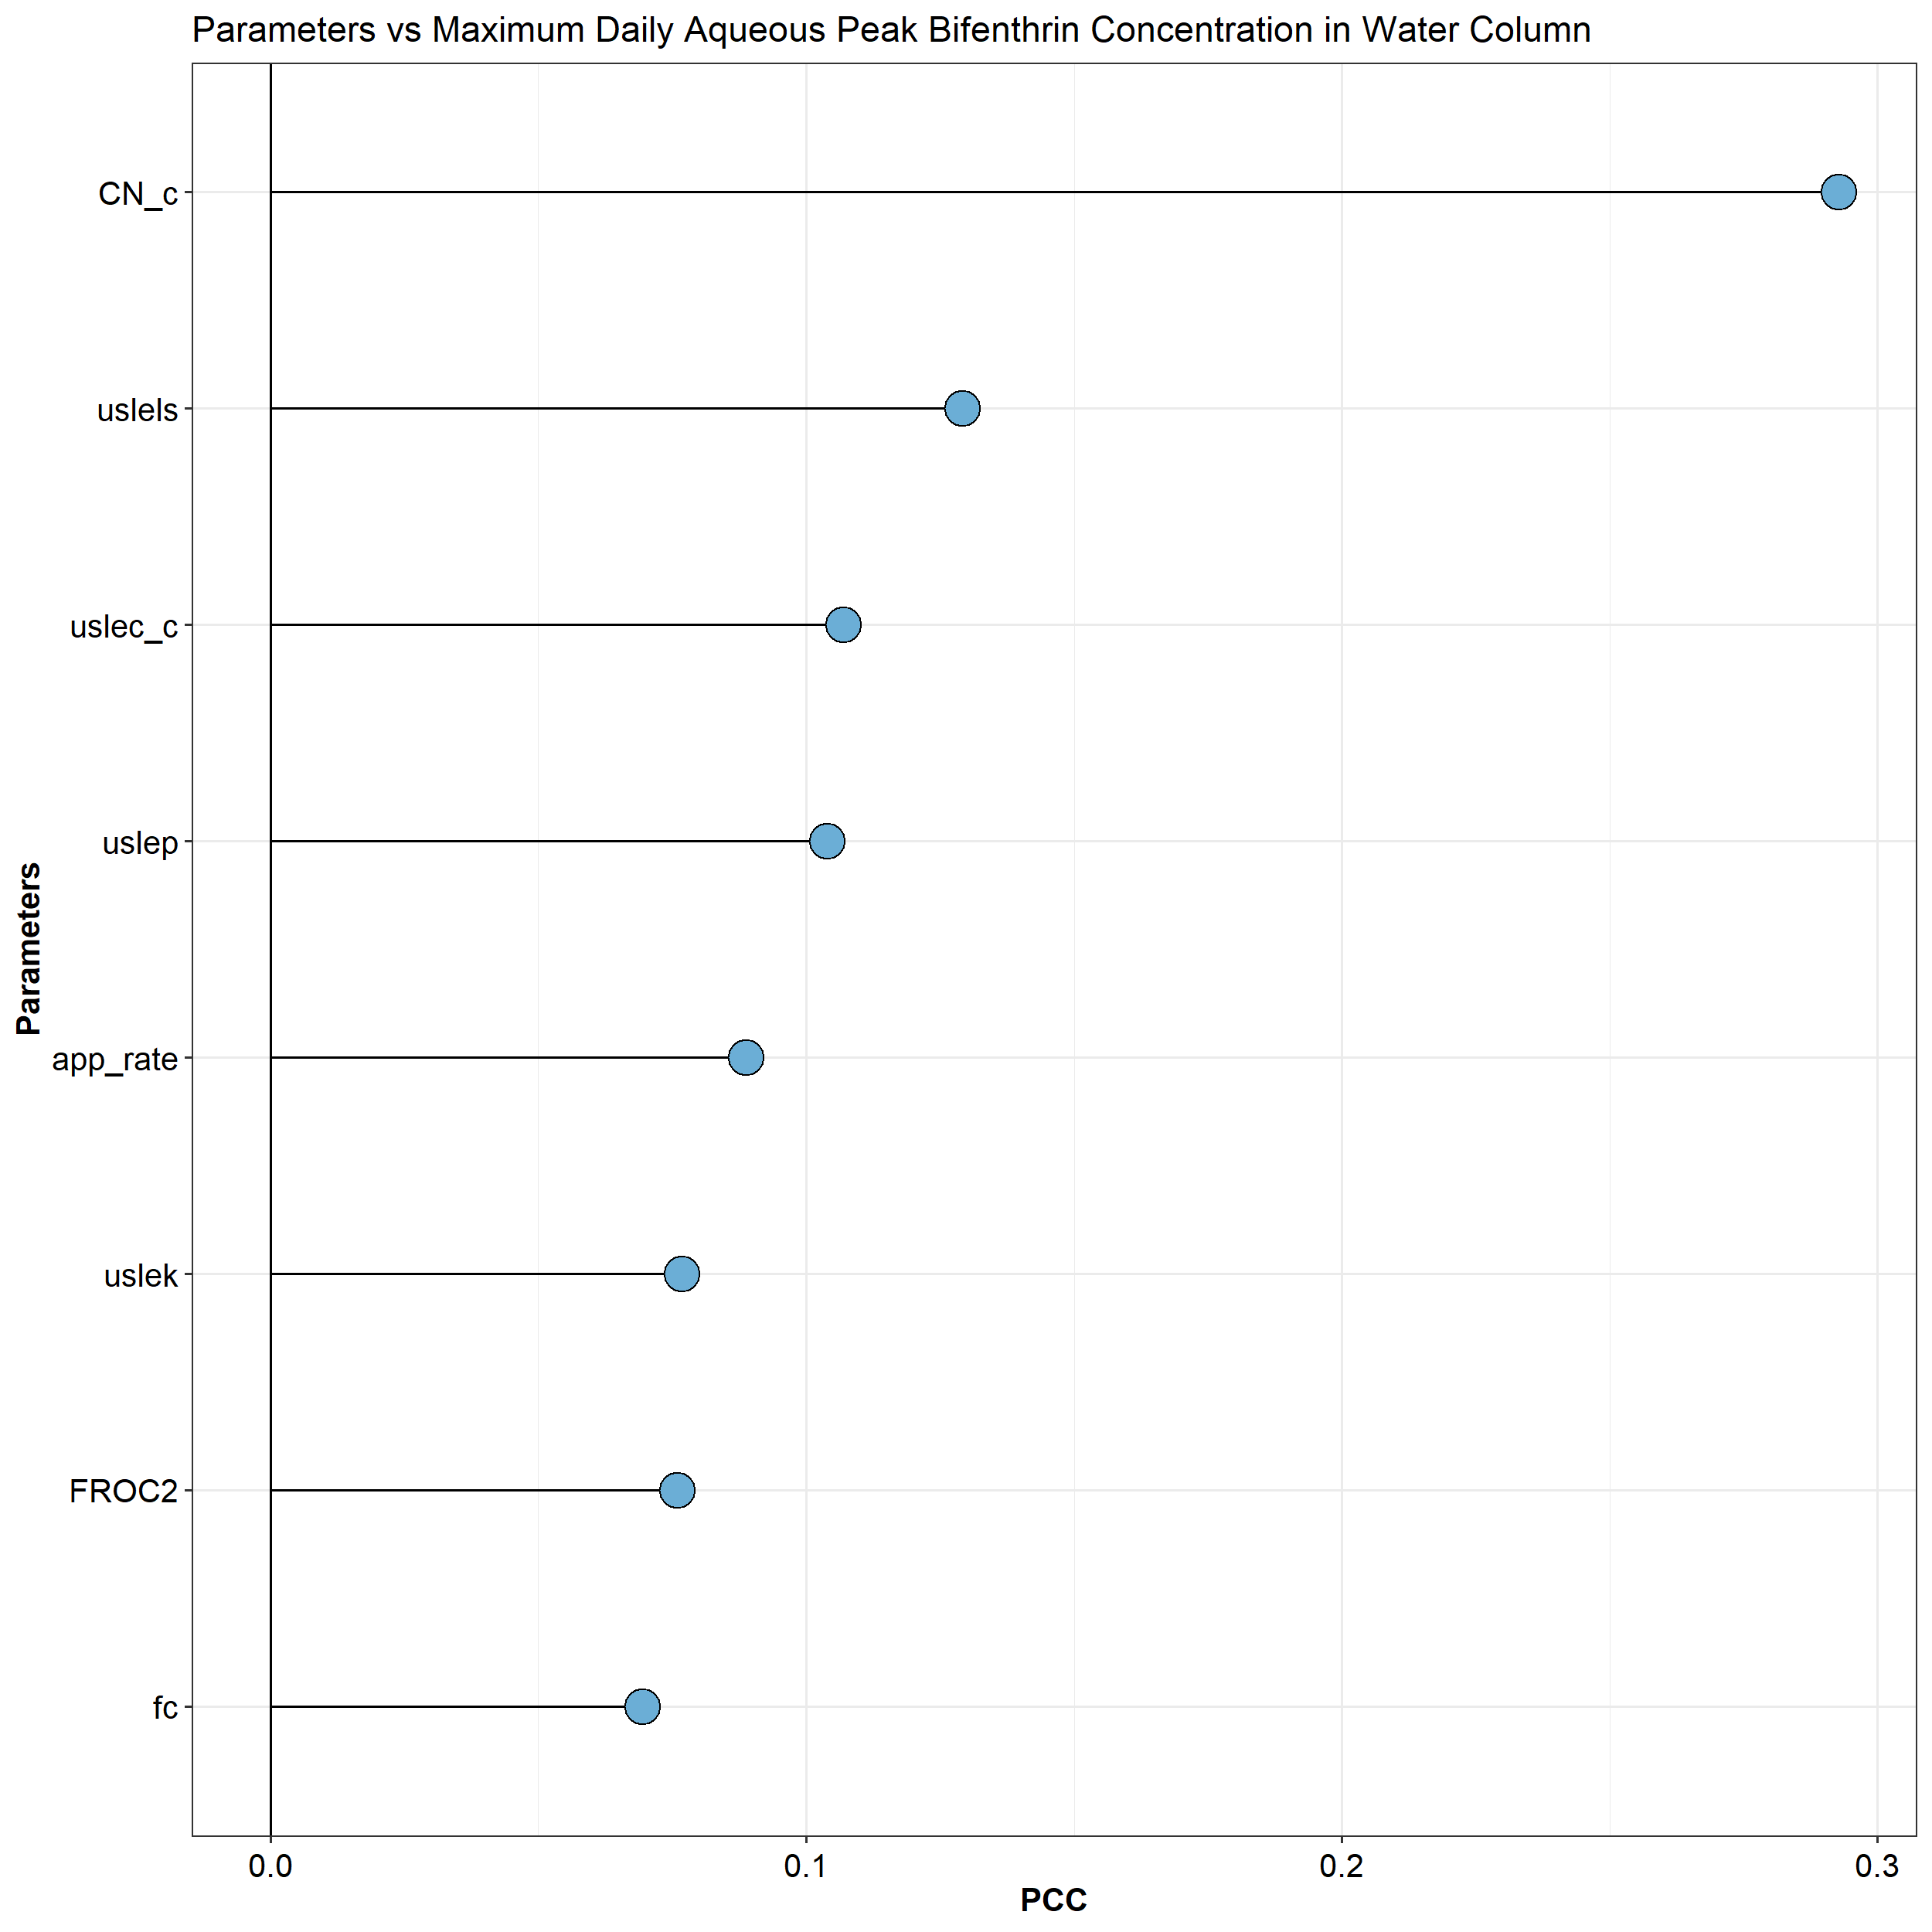 Parameters vs Maximum Daily Aqueous Peak Bifenthrin Concentration in Water Column
CN_c
uslels
uslec_c
uslep
Parameters
app_rate
uslek
FROC2
fc
0.0 0.1 0.2 0.3
PCC